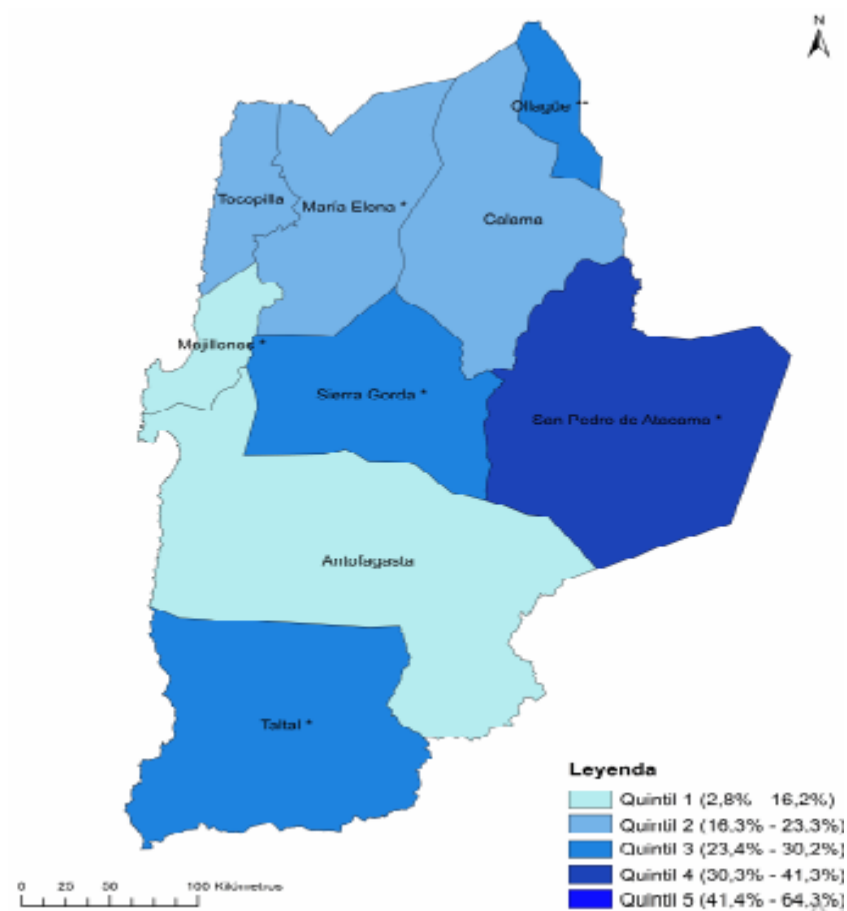 N
Ollagüe **
Tocopilla
María Elena *
Calama
Mejillones *
Sierra Gorda *
San Pedro de Atacama *
Antofagasta
Taltal *
Leyenda
Quintil 1 (2,8% 16,2%)
Quintil 2 (16,3% - 23,3%)
Quintil 3 (23,4% - 30,2%)
Quintil 4 (30,3% - 41,3%)
Quintil 5 (41,4% - 64,3%)
0 25 50 100 Kilómetros